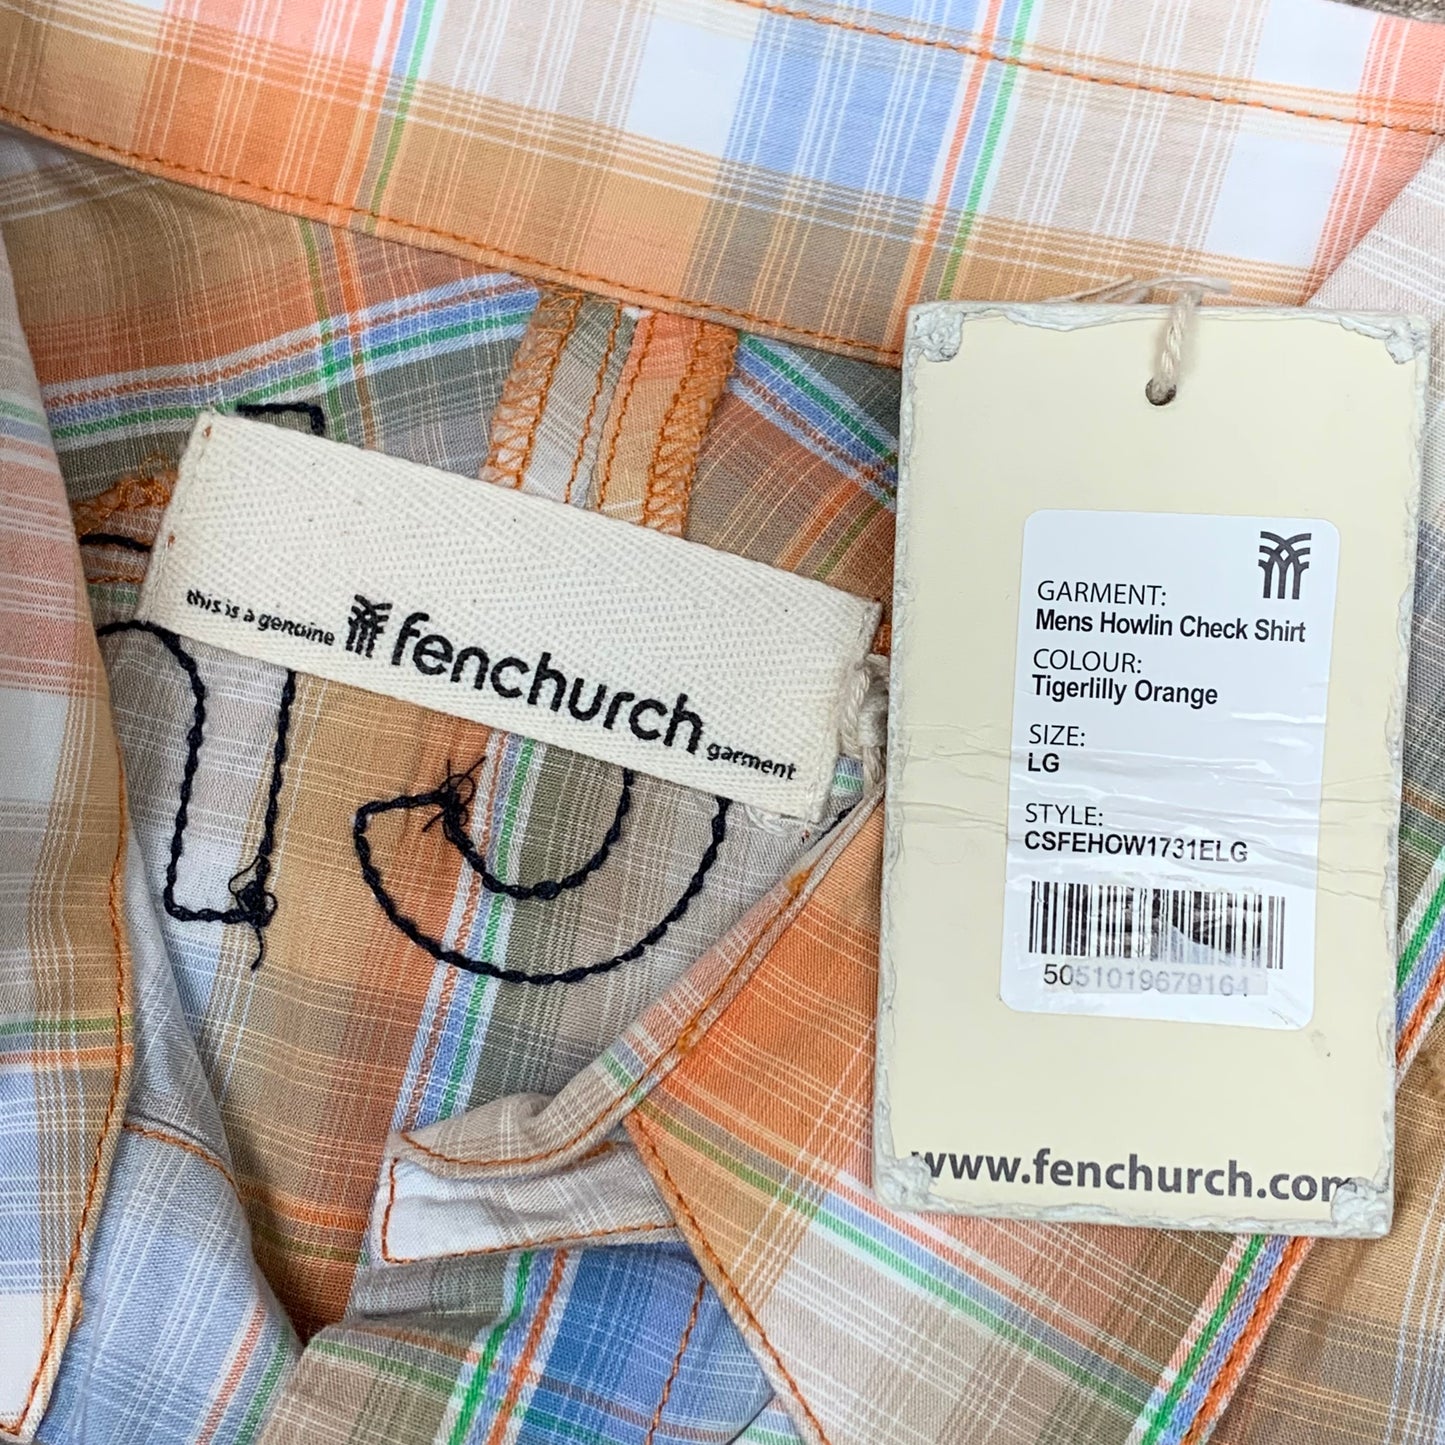 this is a genuine fenchurch garment
GARMENT:
Mens Howlin Check Shirt
COLOUR:
Tigerlilly Orange
SIZE:
LG
STYLE:
CSFEHOW1731ELG
5051019679164
www.fenchurch.com